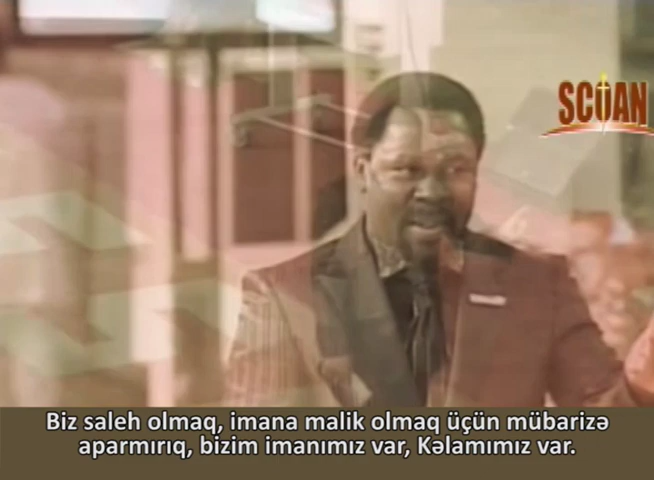 SCOAN
Biz saleh olmaq, imana malik olmaq üçün mübarizə
aparmırıq, bizim imanımız var, Kəlamımız var.